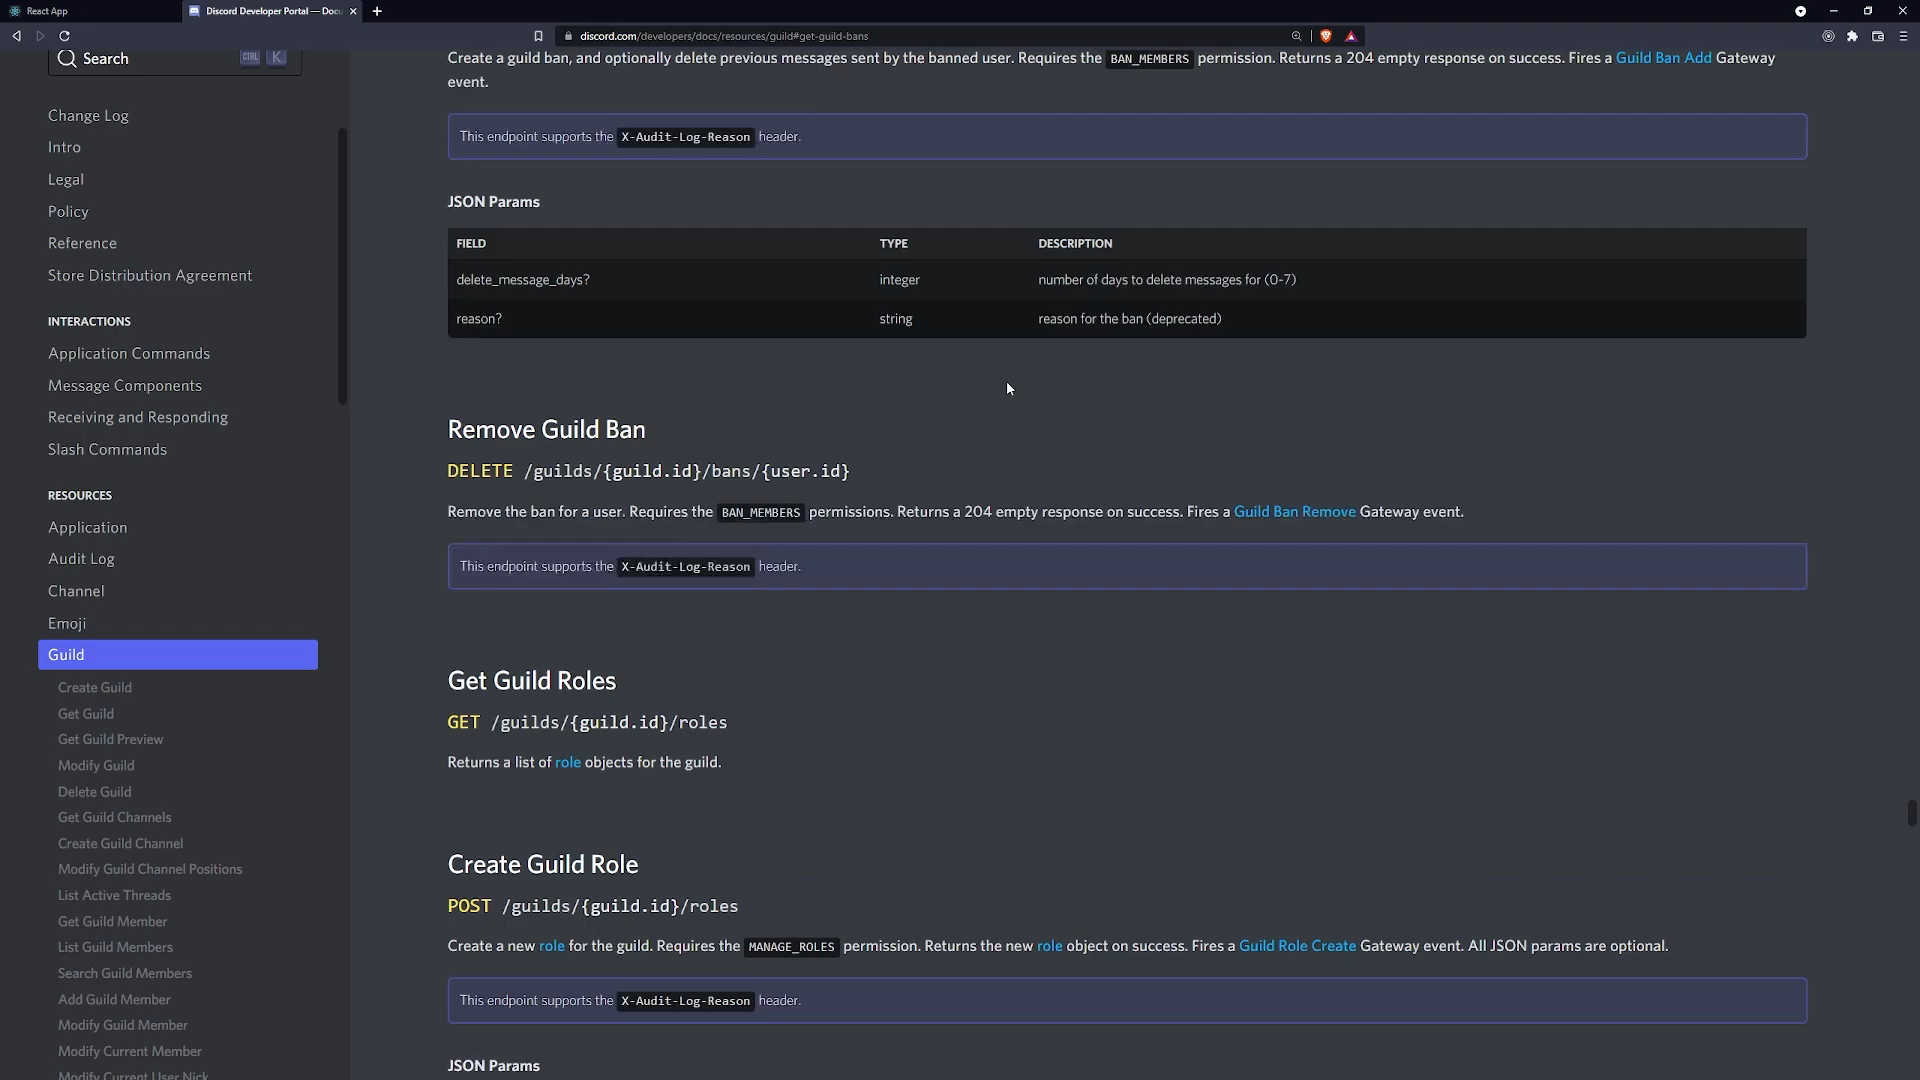 React App
Discord Developer Portal — Docu
discord.com/developers/docs/resources/guild#get-guild-bans
Search
CTRL K
Change Log
Intro
Legal
Policy
Reference
Store Distribution Agreement
INTERACTIONS
Application Commands
Message Components
Receiving and Responding
Slash Commands
RESOURCES
Application
Audit Log
Channel
Emoji
Guild
Create Guild
Get Guild
Get Guild Preview
Modify Guild
Delete Guild
Get Guild Channels
Create Guild Channel
Modify Guild Channel Positions
List Active Threads
Get Guild Member
List Guild Members
Search Guild Members
Add Guild Member
Modify Guild Member
Modify Current Member
Modify Current User Nick
Create a guild ban, and optionally delete previous messages sent by the banned user. Requires the BAN_MEMBERS permission. Returns a 204 empty response on success. Fires a Guild Ban Add Gateway
event.
This endpoint supports the X-Audit-Log-Reason header.
JSON Params
FIELD TYPE DESCRIPTION
delete_message_days? integer number of days to delete messages for (0-7)
reason? string reason for the ban (deprecated)
Remove Guild Ban
DELETE /guilds/{guild.id}/bans/{user.id}
Remove the ban for a user. Requires the BAN_MEMBERS permissions. Returns a 204 empty response on success. Fires a Guild Ban Remove Gateway event.
This endpoint supports the X-Audit-Log-Reason header.
Get Guild Roles
GET /guilds/{guild.id}/roles
Returns a list of role objects for the guild.
Create Guild Role
POST /guilds/{guild.id}/roles
Create a new role for the guild. Requires the MANAGE_ROLES permission. Returns the new role object on success. Fires a Guild Role Create Gateway event. All JSON params are optional.
This endpoint supports the X-Audit-Log-Reason header.
JSON Params